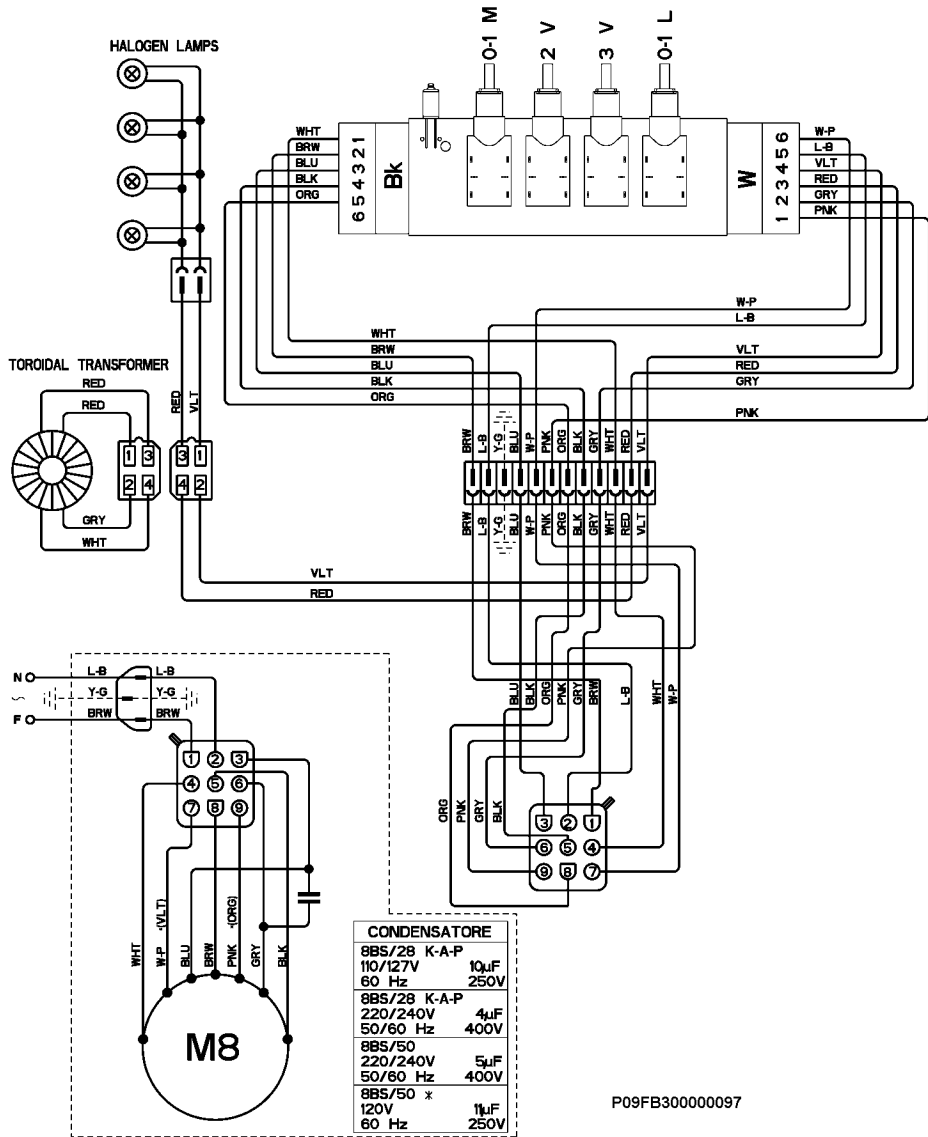 HALOGEN LAMPS
0-1 M
2 V
3 V
0-1 L
WHT
BRW
BLU
BLK
ORG
6 5 4 3 2 1
Bk
W
1 2 3 4 5 6
W-P
L-B
VLT
RED
GRY
PNK
W-P
L-B
WHT
BRW
BLU
BLK
ORG
VLT
RED
GRY
PNK
TOROIDAL TRANSFORMER
RED
RED
RED
VLT
1 3
2 4
3 1
4 2
GRY
WHT
BRW
L-B
Y-G
BLU
W-P
PNK
ORG
BLK
GRY
WHT
RED
VLT
BRW
L-B
Y-G
BLU
W-P
PNK
ORG
BLK
GRY
WHT
RED
VLT
VLT
RED
BLU
BLK
ORG
PNK
GRY
BRW
L-B
WHT
W-P
ORG
PNK
GRY
BLK
3 2 1
6 5 4
9 8 7
N
L-B
L-B
~
Y-G
Y-G
F
BRW
BRW
1 2 3
4 5 6
7 8 9
WHT
W-P -(VLT)
BLU
BRW
PNK -(ORG)
GRY
BLK
M8
CONDENSATORE
8BS/28 K-A-P
110/127V 10µF
60 Hz 250V
8BS/28 K-A-P
220/240V 4µF
50/60 Hz 400V
8BS/50
220/240V 5µF
50/60 Hz 400V
8BS/50 *
120V 11µF
60 Hz 250V
P09FB300000097